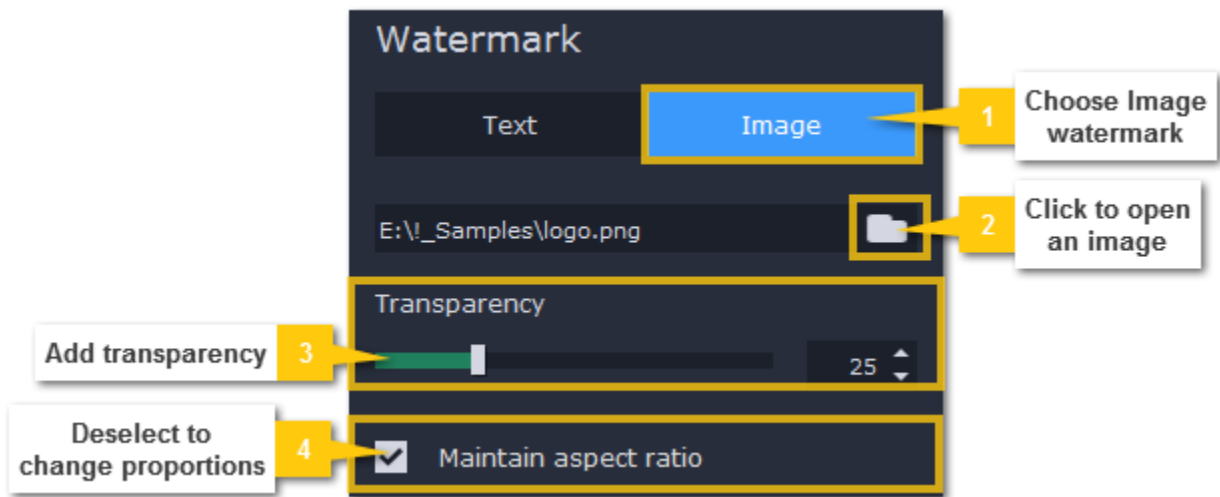 Watermark
Text
Image
1
Choose Image
watermark
E:\!_Samples\logo.png
2
Click to open
an image
Transparency
Add transparency
3
25
Deselect to
change proportions
4
Maintain aspect ratio